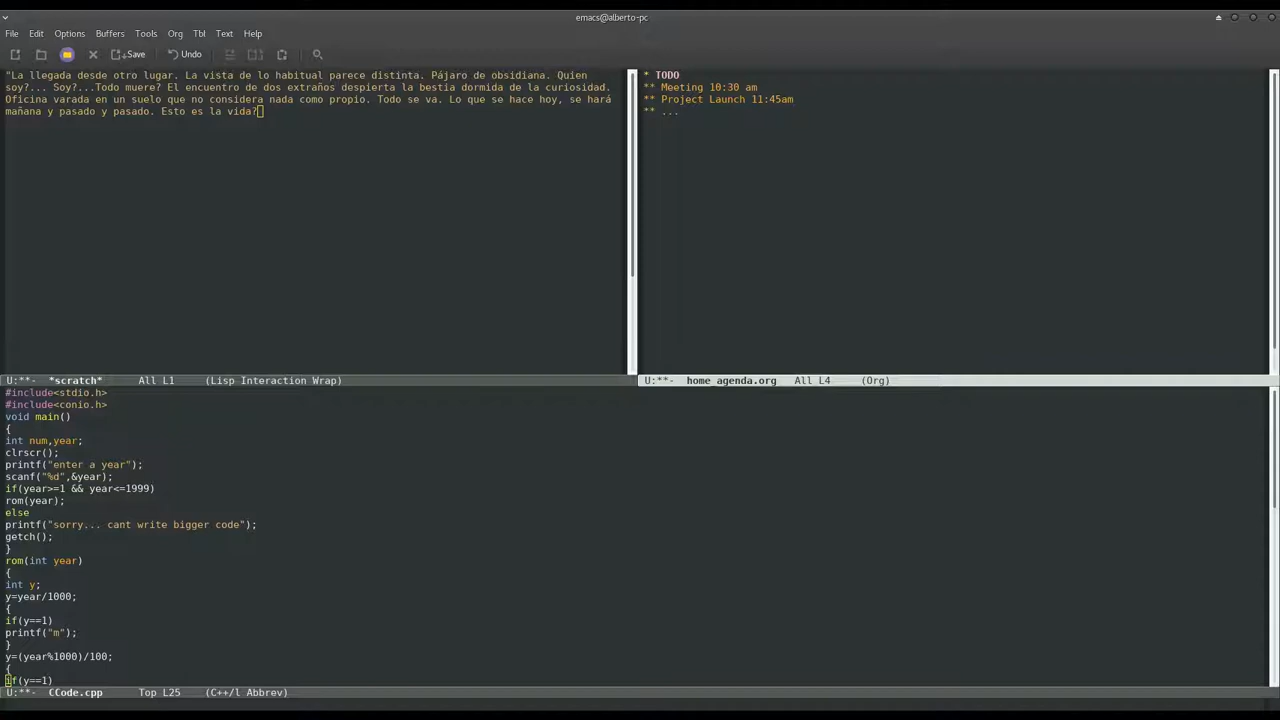 emacs@alberto-pc
File Edit Options Buffers Tools Org Tbl Text Help
Save Undo
"La llegada desde otro lugar. La vista de lo habitual parece distinta. Pájaro de obsidiana. Quien
soy?... Soy?...Todo muere? El encuentro de dos extraños despierta la bestia dormida de la curiosidad.
Oficina varada en un suelo que no considera nada como propio. Todo se va. Lo que se hace hoy, se hará
mañana y pasado y pasado. Esto es la vida?
U:**- *scratch* All L1 (Lisp Interaction Wrap)
* TODO
** Meeting 10:30 am
** Project Launch 11:45am
** ...
U:**- home_agenda.org All L4 (Org)
#include<stdio.h>
#include<conio.h>
void main()
{
int num,year;
clrscr();
printf("enter a year");
scanf("%d",&year);
if(year>=1 && year<=1999)
rom(year);
else
printf("sorry... cant write bigger code");
getch();
}
rom(int year)
{
int y;
y=year/1000;
{
if(y==1)
printf("m");
}
y=(year%1000)/100;
{
if(y==1)
U:**- CCode.cpp Top L25 (C++/l Abbrev)